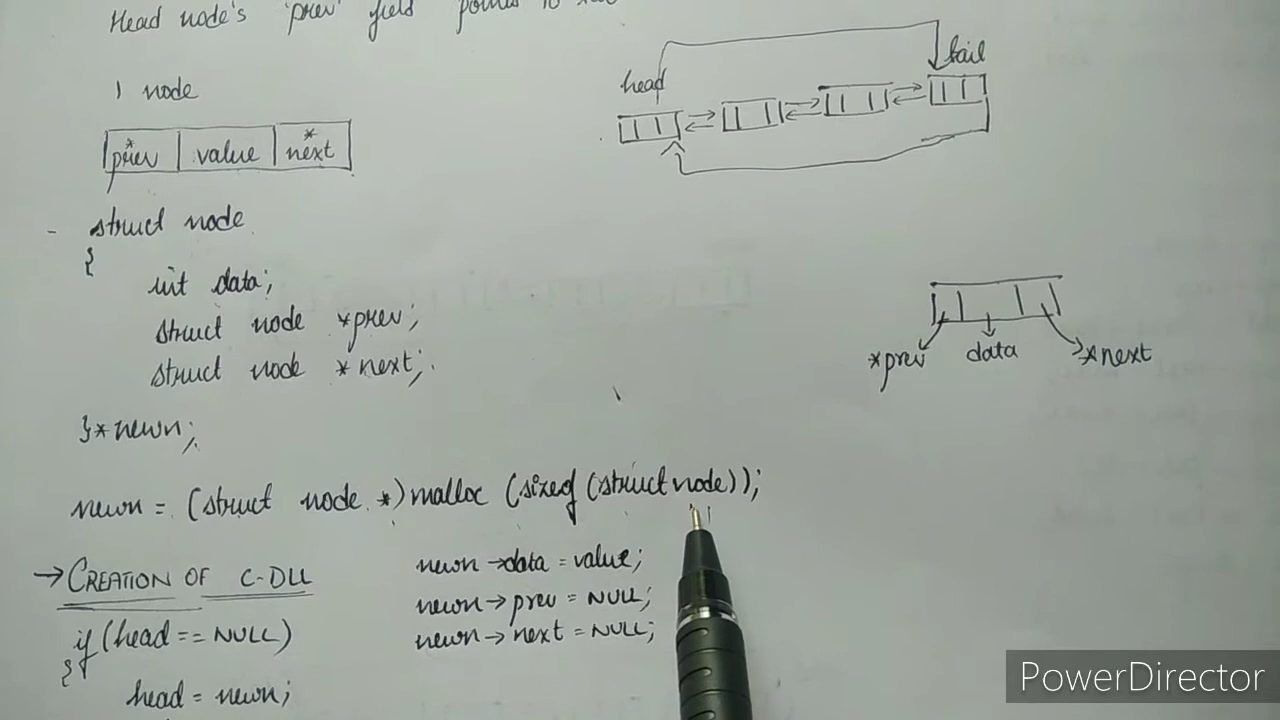 Head node's 'prev' field points to
1 node
head
tail
*prev value *next
struct node
{
int data;
struct node *prev;
struct node *next;
}*newn;
*prev data *next
newn = (struct node *)malloc (sizeof (struct node));
→ CREATION OF C-DLL
if (head == NULL)
{
head = newn;
newn →data = value;
newn → prev = NULL;
newn → next = NULL;
PowerDirector